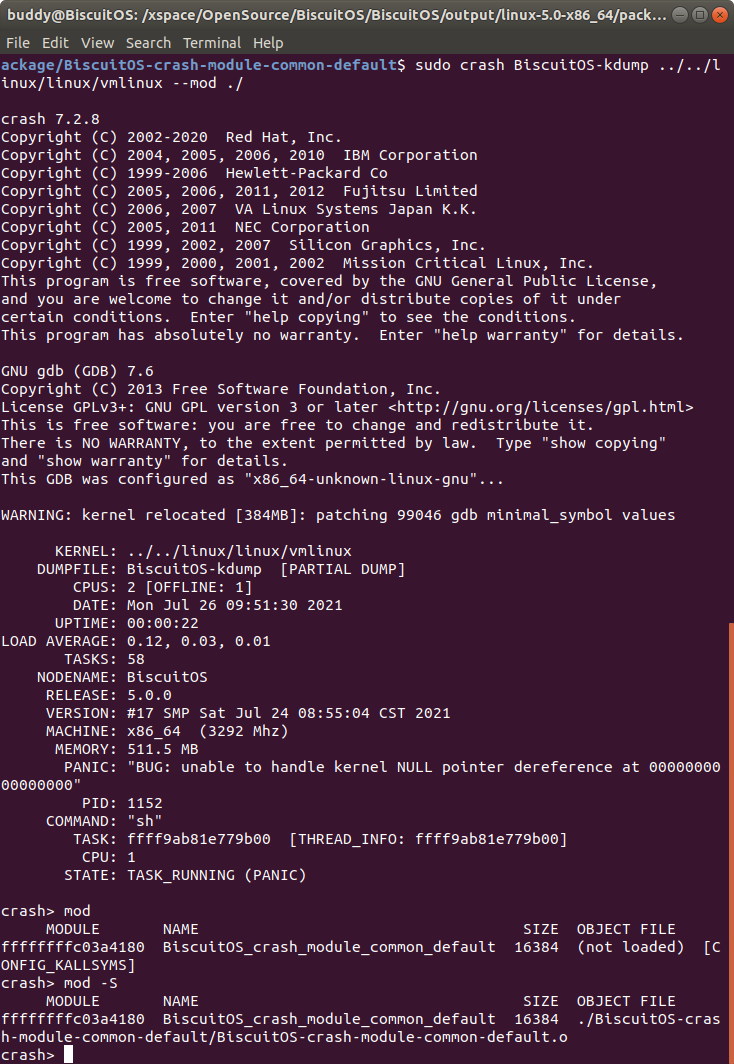 buddy@BiscuitOS: /xspace/OpenSource/BiscuitOS/BiscuitOS/output/linux-5.0-x86_64/pack...
File Edit View Search Terminal Help
ackage/BiscuitOS-crash-module-common-default$ sudo crash BiscuitOS-kdump ../../l
inux/linux/vmlinux --mod ./

crash 7.2.8
Copyright (C) 2002-2020  Red Hat, Inc.
Copyright (C) 2004, 2005, 2006, 2010  IBM Corporation
Copyright (C) 1999-2006  Hewlett-Packard Co
Copyright (C) 2005, 2006, 2011, 2012  Fujitsu Limited
Copyright (C) 2006, 2007  VA Linux Systems Japan K.K.
Copyright (C) 2005, 2011  NEC Corporation
Copyright (C) 1999, 2002, 2007  Silicon Graphics, Inc.
Copyright (C) 1999, 2000, 2001, 2002  Mission Critical Linux, Inc.
This program is free software, covered by the GNU General Public License,
and you are welcome to change it and/or distribute copies of it under
certain conditions.  Enter "help copying" to see the conditions.
This program has absolutely no warranty.  Enter "help warranty" for details.

GNU gdb (GDB) 7.6
Copyright (C) 2013 Free Software Foundation, Inc.
License GPLv3+: GNU GPL version 3 or later <http://gnu.org/licenses/gpl.html>
This is free software: you are free to change and redistribute it.
There is NO WARRANTY, to the extent permitted by law.  Type "show copying"
and "show warranty" for details.
This GDB was configured as "x86_64-unknown-linux-gnu"...

WARNING: kernel relocated [384MB]: patching 99046 gdb minimal_symbol values

      KERNEL: ../../linux/linux/vmlinux
    DUMPFILE: BiscuitOS-kdump  [PARTIAL DUMP]
        CPUS: 2 [OFFLINE: 1]
        DATE: Mon Jul 26 09:51:30 2021
      UPTIME: 00:00:22
LOAD AVERAGE: 0.12, 0.03, 0.01
       TASKS: 58
    NODENAME: BiscuitOS
     RELEASE: 5.0.0
     VERSION: #17 SMP Sat Jul 24 08:55:04 CST 2021
     MACHINE: x86_64  (3292 Mhz)
      MEMORY: 511.5 MB
       PANIC: "BUG: unable to handle kernel NULL pointer dereference at 00000000
00000000"
         PID: 1152
     COMMAND: "sh"
        TASK: ffff9ab81e779b00  [THREAD_INFO: ffff9ab81e779b00]
         CPU: 1
       STATE: TASK_RUNNING (PANIC)

crash> mod
     MODULE       NAME                                    SIZE  OBJECT FILE
ffffffffc03a4180  BiscuitOS_crash_module_common_default  16384  (not loaded)  [C
ONFIG_KALLSYMS]
crash> mod -S
     MODULE       NAME                                    SIZE  OBJECT FILE
ffffffffc03a4180  BiscuitOS_crash_module_common_default  16384  ./BiscuitOS-cras
h-module-common-default/BiscuitOS-crash-module-common-default.o
crash>